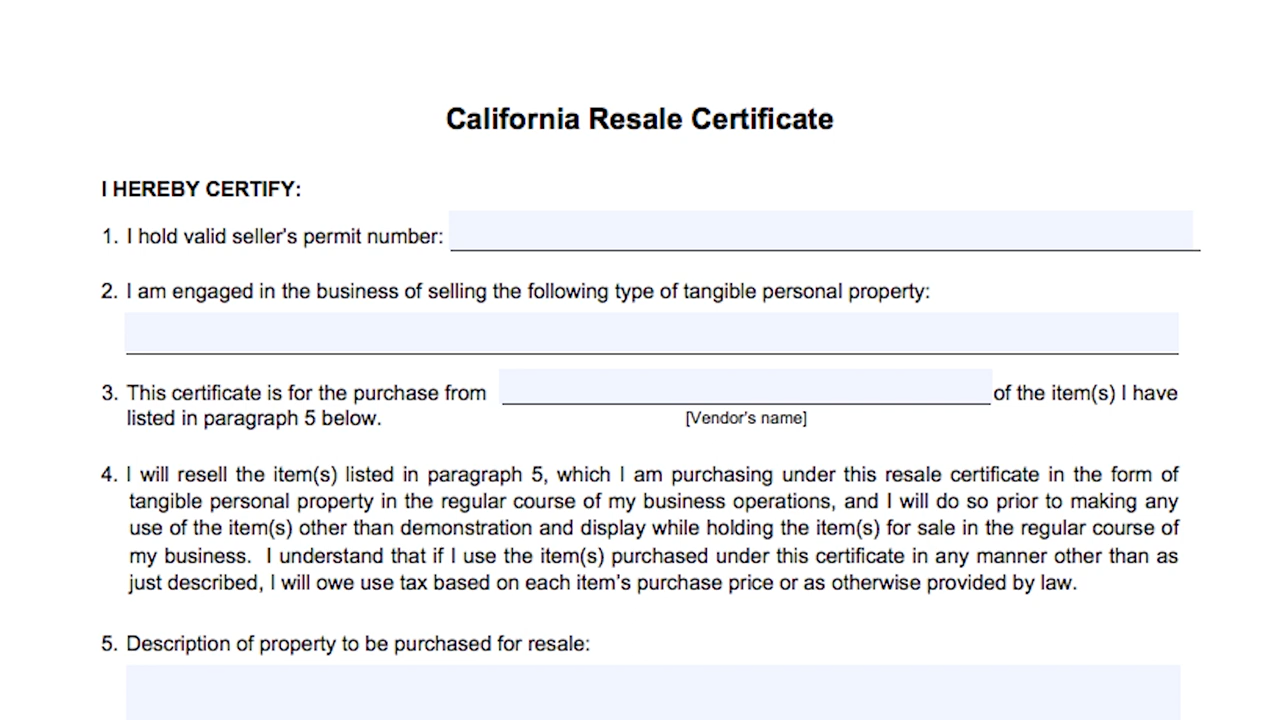 California Resale Certificate
I HEREBY CERTIFY:
1. I hold valid seller's permit number:
2. I am engaged in the business of selling the following type of tangible personal property:
3. This certificate is for the purchase from of the item(s) I have
listed in paragraph 5 below. [Vendor's name]
4. I will resell the item(s) listed in paragraph 5, which I am purchasing under this resale certificate in the form of
tangible personal property in the regular course of my business operations, and I will do so prior to making any
use of the item(s) other than demonstration and display while holding the item(s) for sale in the regular course of
my business. I understand that if I use the item(s) purchased under this certificate in any manner other than as
just described, I will owe use tax based on each item's purchase price or as otherwise provided by law.
5. Description of property to be purchased for resale: